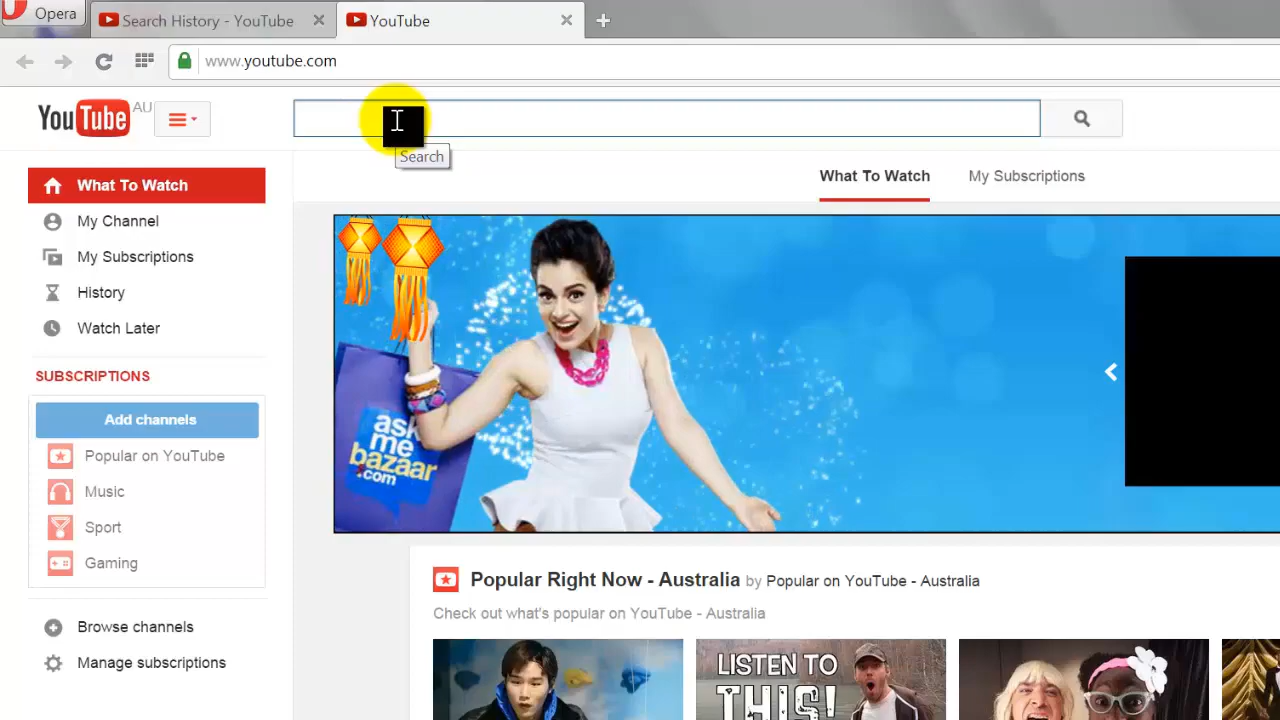 Opera
Search History - YouTube
YouTube
www.youtube.com
YouTube AU
Search
What To Watch
My Subscriptions
What To Watch
My Channel
My Subscriptions
History
Watch Later
SUBSCRIPTIONS
Add channels
Popular on YouTube
Music
Sport
Gaming
Browse channels
Manage subscriptions
ask
me
bazaar
.com
Popular Right Now - Australia by Popular on YouTube - Australia
Check out what's popular on YouTube - Australia
LISTEN TO
THIS!